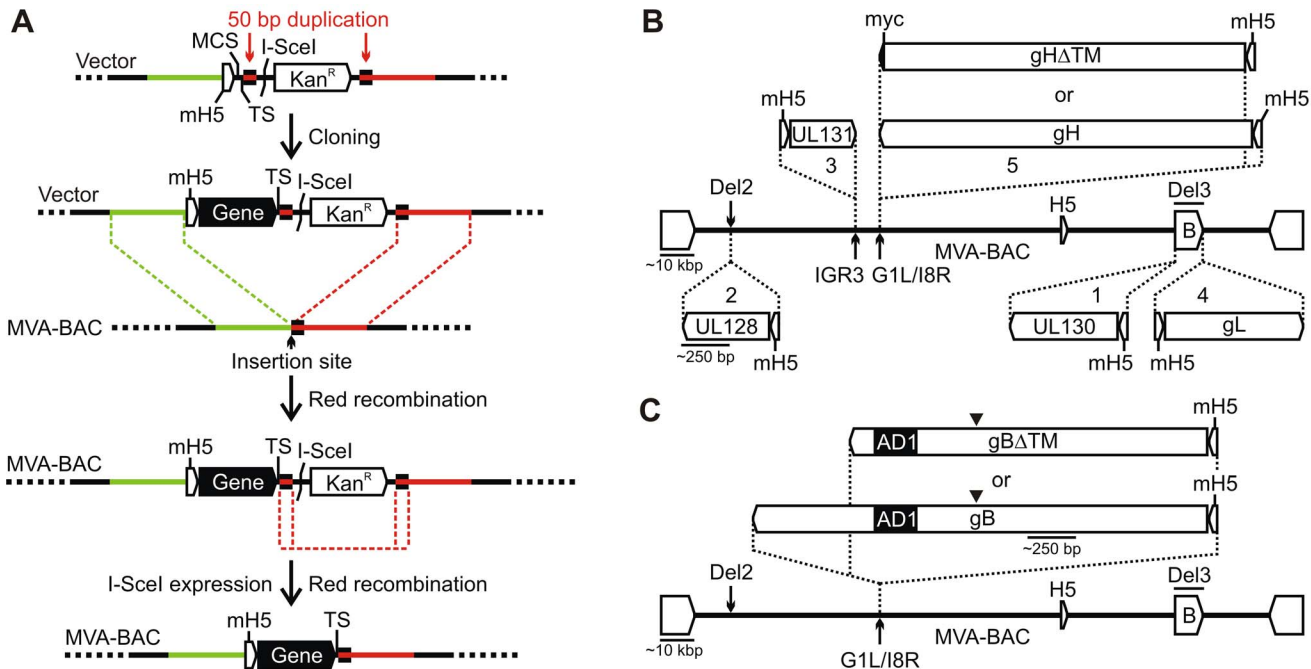 A
50 bp duplication
MCS
I-SceI
Vector
Kan^R
mH5
TS
Cloning
mH5
TS
I-SceI
Vector
Gene
Kan^R
MVA-BAC
Insertion site
Red recombination
mH5
TS
I-SceI
MVA-BAC
Gene
Kan^R
I-SceI expression
Red recombination
mH5
TS
MVA-BAC
Gene
B
myc
mH5
gHΔTM
or
mH5
mH5
UL131
gH
3
5
Del2
H5
Del3
B
~10 kbp
MVA-BAC
IGR3
G1L/I8R
2
1
4
UL128
UL130
gL
~250 bp
mH5
mH5
mH5
C
mH5
AD1
gBΔTM
or
mH5
AD1
gB
~250 bp
Del2
H5
Del3
B
~10 kbp
MVA-BAC
G1L/I8R